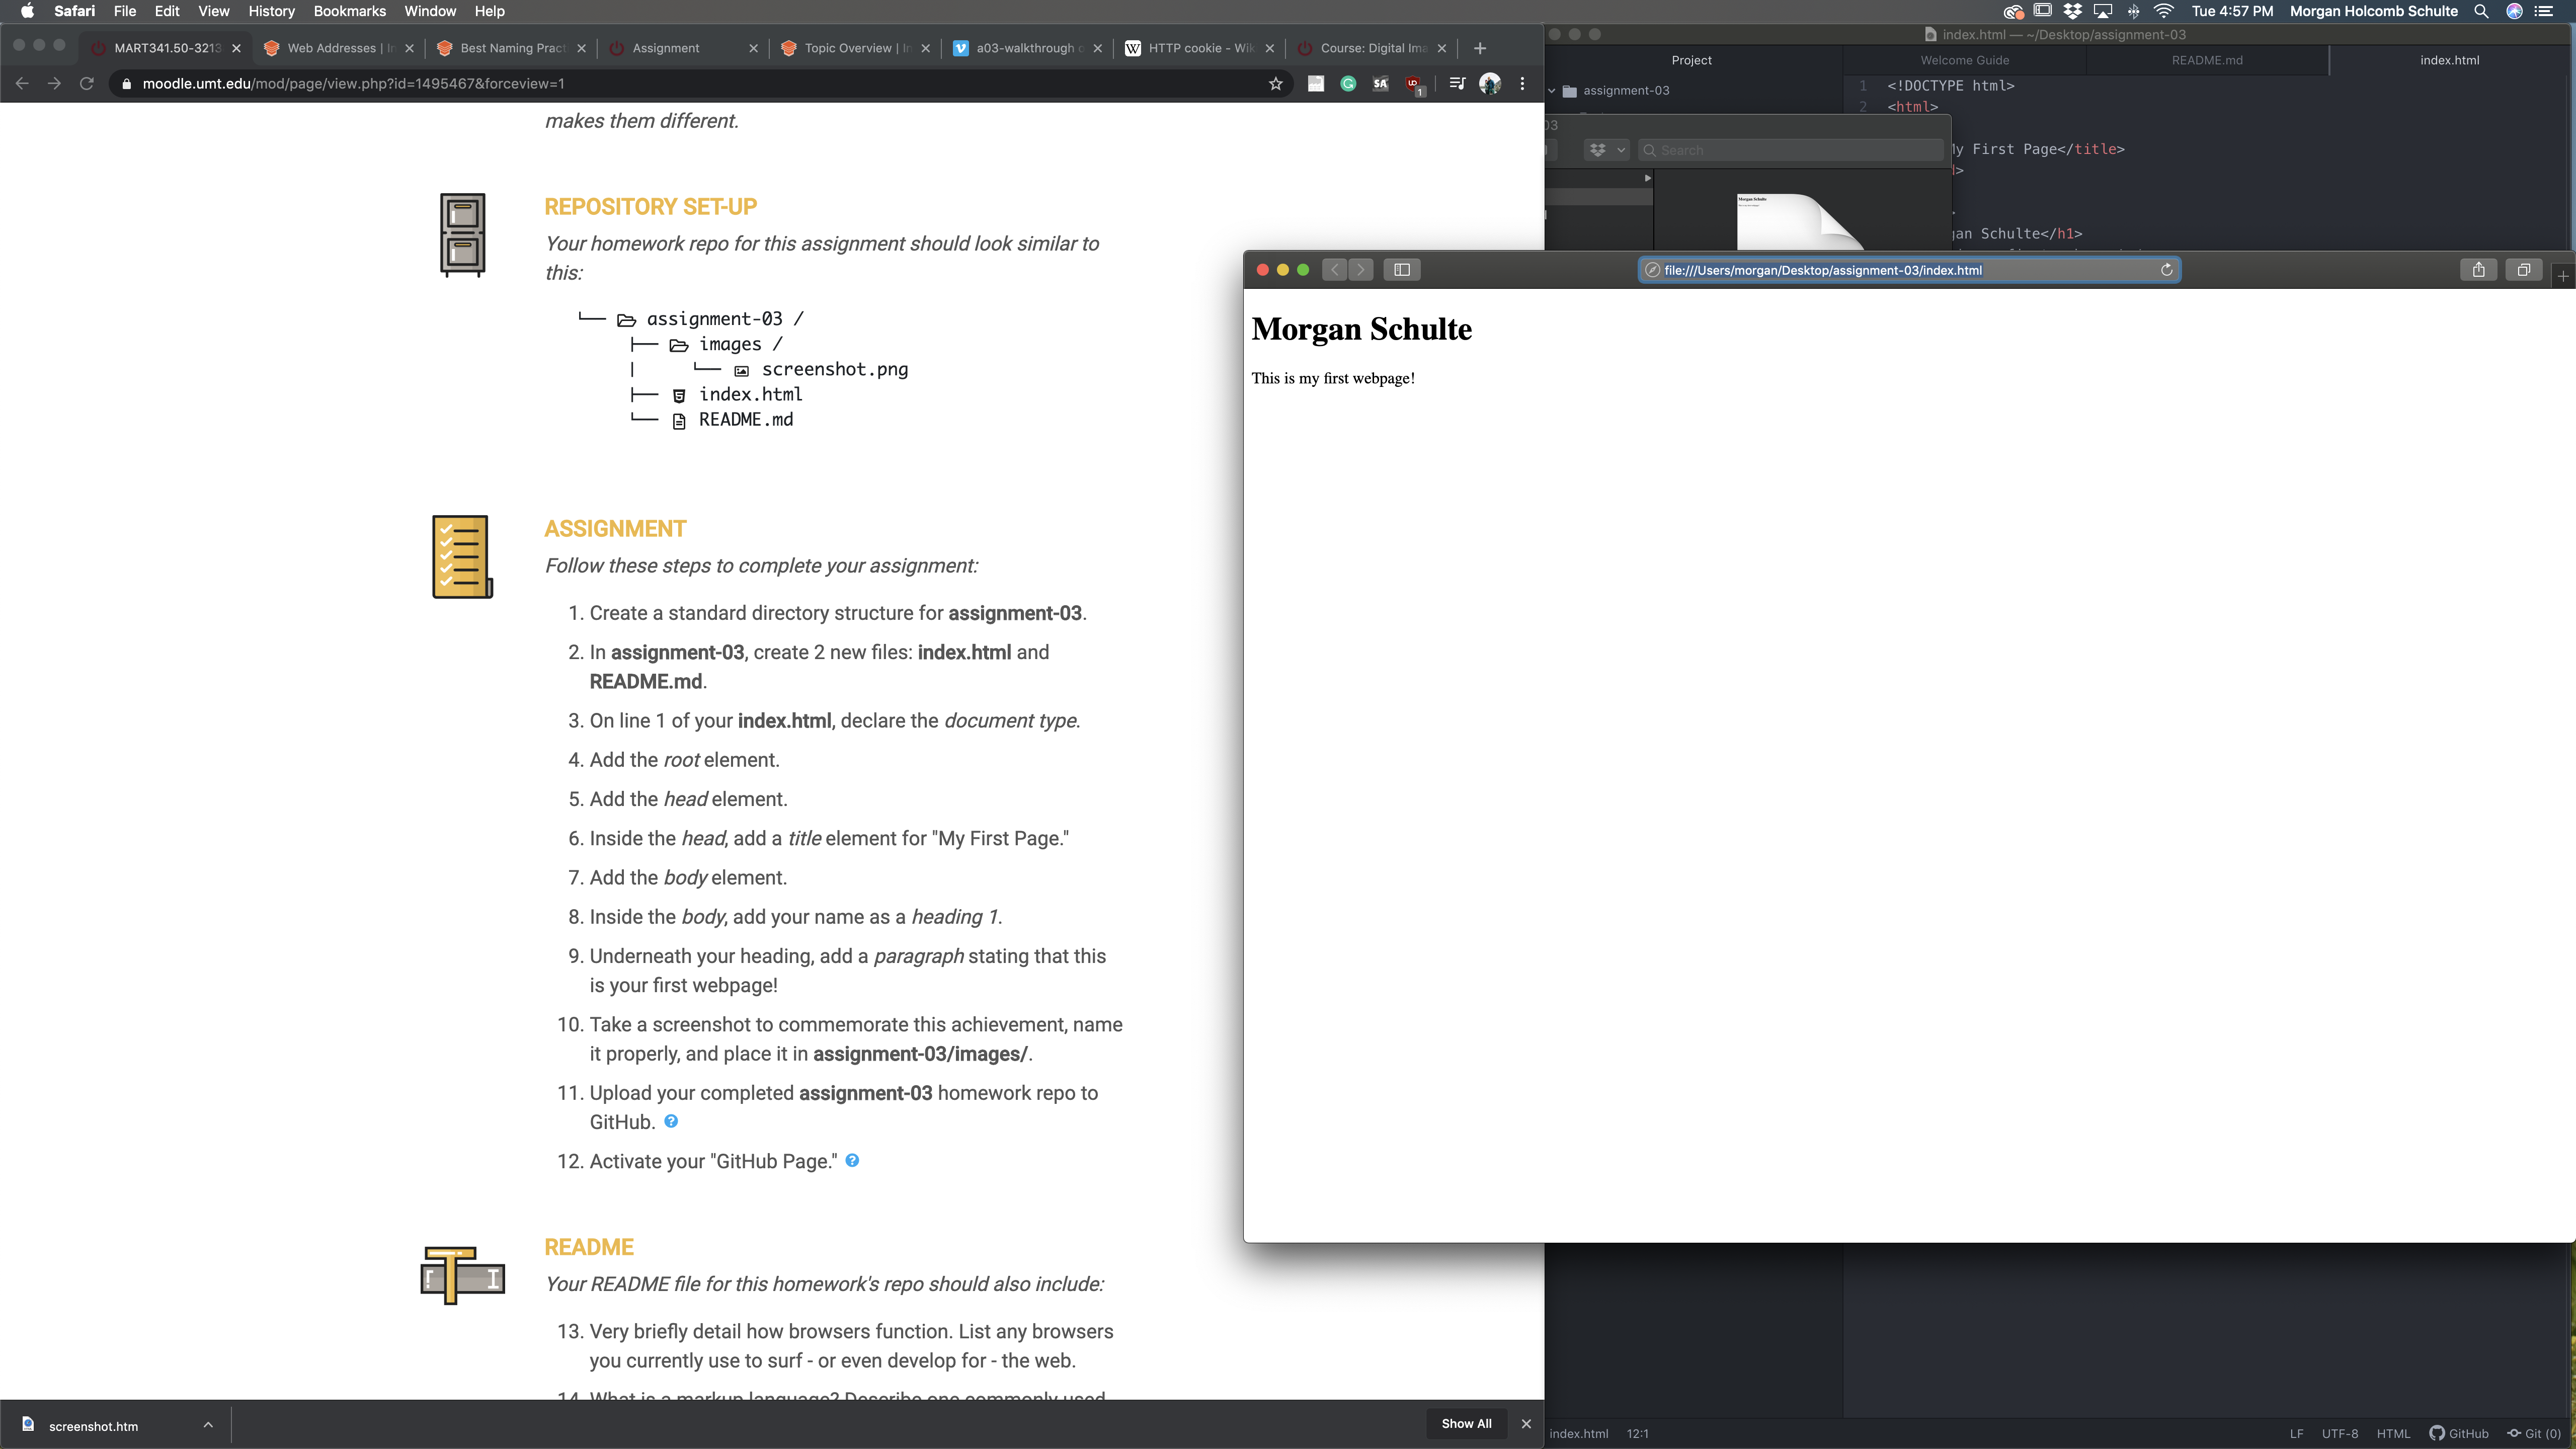 Safari File Edit View History Bookmarks Window Help
Tue 4:57 PM Morgan Holcomb Schulte
MART341.50-3213
Web Addresses | In
Best Naming Pract
Assignment
Topic Overview | In
a03-walkthrough
HTTP cookie - Wik
Course: Digital Ima
moodle.umt.edu/mod/page/view.php?id=1495467&forceview=1
1
makes them different.
REPOSITORY SET-UP
Your homework repo for this assignment should look similar to
this:
assignment-03 /
images /
screenshot.png
index.html
README.md
ASSIGNMENT
Follow these steps to complete your assignment:
1. Create a standard directory structure for assignment-03.
2. In assignment-03, create 2 new files: index.html and
README.md.
3. On line 1 of your index.html, declare the document type.
4. Add the root element.
5. Add the head element.
6. Inside the head, add a title element for "My First Page."
7. Add the body element.
8. Inside the body, add your name as a heading 1.
9. Underneath your heading, add a paragraph stating that this
is your first webpage!
10. Take a screenshot to commemorate this achievement, name
it properly, and place it in assignment-03/images/.
11. Upload your completed assignment-03 homework repo to
GitHub. ?
12. Activate your "GitHub Page." ?
README
Your README file for this homework's repo should also include:
13. Very briefly detail how browsers function. List any browsers
you currently use to surf - or even develop for - the web.
14. What is a markup language? Describe one commonly used
screenshot.htm
Show All
index.html — ~/Desktop/assignment-03
Project
Welcome Guide
README.md
index.html
assignment-03
1 <!DOCTYPE html>
2 <html>
03
Search
My First Page</title>
Morgan Schulte
gan Schulte</h1>
file:///Users/morgan/Desktop/assignment-03/index.html
Morgan Schulte
This is my first webpage!
index.html 12:1
LF UTF-8 HTML GitHub Git (0)